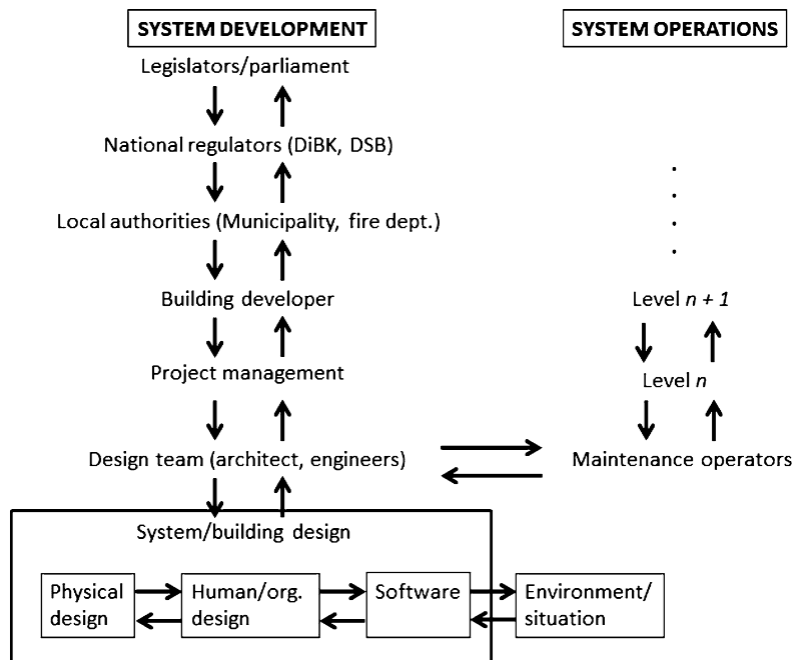 SYSTEM DEVELOPMENT
Legislators/parliament
National regulators (DiBK, DSB)
Local authorities (Municipality, fire dept.)
Building developer
Project management
Design team (architect, engineers)
System/building design
Physical
design
Human/org.
design
Software
Environment/
situation
SYSTEM OPERATIONS
Level n + 1
Level n
Maintenance operators